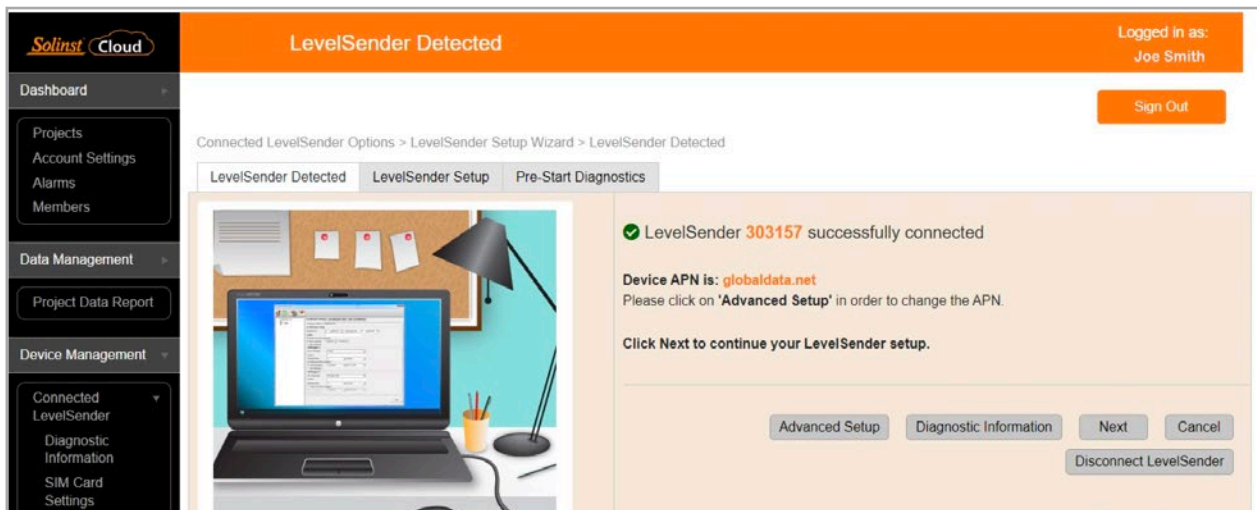 Solinst Cloud
LevelSender Detected
Logged in as:
Joe Smith
Sign Out
Dashboard
Projects
Account Settings
Alarms
Members
Data Management
Project Data Report
Device Management
Connected
LevelSender
Diagnostic
Information
SIM Card
Settings
Connected LevelSender Options > LevelSender Setup Wizard > LevelSender Detected
LevelSender Detected LevelSender Setup Pre-Start Diagnostics
LevelSender 303157 successfully connected
Device APN is: globaldata.net
Please click on 'Advanced Setup' in order to change the APN.
Click Next to continue your LevelSender setup.
Advanced Setup Diagnostic Information Next Cancel
Disconnect LevelSender